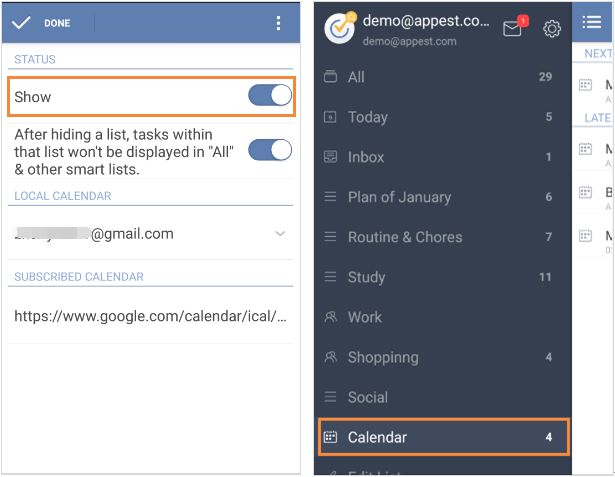 DONE
STATUS
Show
After hiding a list, tasks within
that list won't be displayed in "All"
& other smart lists.
LOCAL CALENDAR
@gmail.com
SUBSCRIBED CALENDAR
https://www.google.com/calendar/ical/...
demo@appest.co...
1
demo@appest.com
All 29
Today 5
Inbox 1
Plan of January 6
Routine & Chores 7
Study 11
Work
Shoppinng 4
Social
Calendar 4
Edit List
NEXT
M
A
LATE
M
A
B
A
M